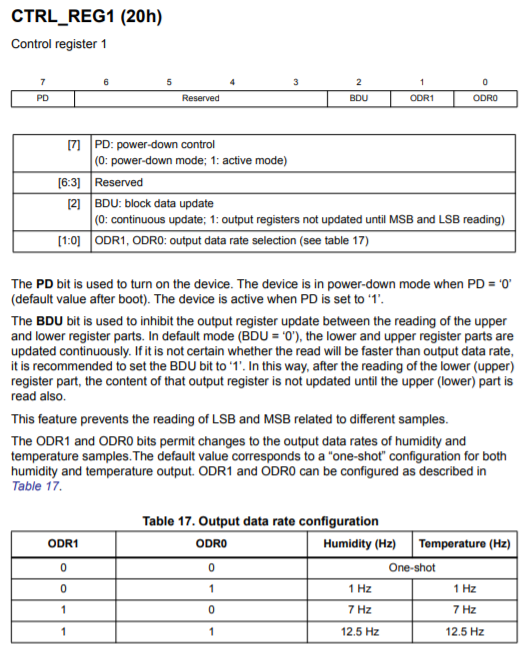 CTRL_REG1 (20h)
Control register 1
7 6 5 4 3 2 1 0
PD Reserved BDU ODR1 ODR0
[7] PD: power-down control
(0: power-down mode; 1: active mode)
[6:3] Reserved
[2] BDU: block data update
(0: continuous update; 1: output registers not updated until MSB and LSB reading)
[1:0] ODR1, ODR0: output data rate selection (see table 17)
The PD bit is used to turn on the device. The device is in power-down mode when PD = ‘0’
(default value after boot). The device is active when PD is set to ‘1’.
The BDU bit is used to inhibit the output register update between the reading of the upper
and lower register parts. In default mode (BDU = ‘0’), the lower and upper register parts are
updated continuously. If it is not certain whether the read will be faster than output data rate,
it is recommended to set the BDU bit to ‘1’. In this way, after the reading of the lower (upper)
register part, the content of that output register is not updated until the upper (lower) part is
read also.
This feature prevents the reading of LSB and MSB related to different samples.
The ODR1 and ODR0 bits permit changes to the output data rates of humidity and
temperature samples.The default value corresponds to a “one-shot” configuration for both
humidity and temperature output. ODR1 and ODR0 can be configured as described in
Table 17.
Table 17. Output data rate configuration
ODR1 ODR0 Humidity (Hz) Temperature (Hz)
0 0 One-shot
0 1 1 Hz 1 Hz
1 0 7 Hz 7 Hz
1 1 12.5 Hz 12.5 Hz